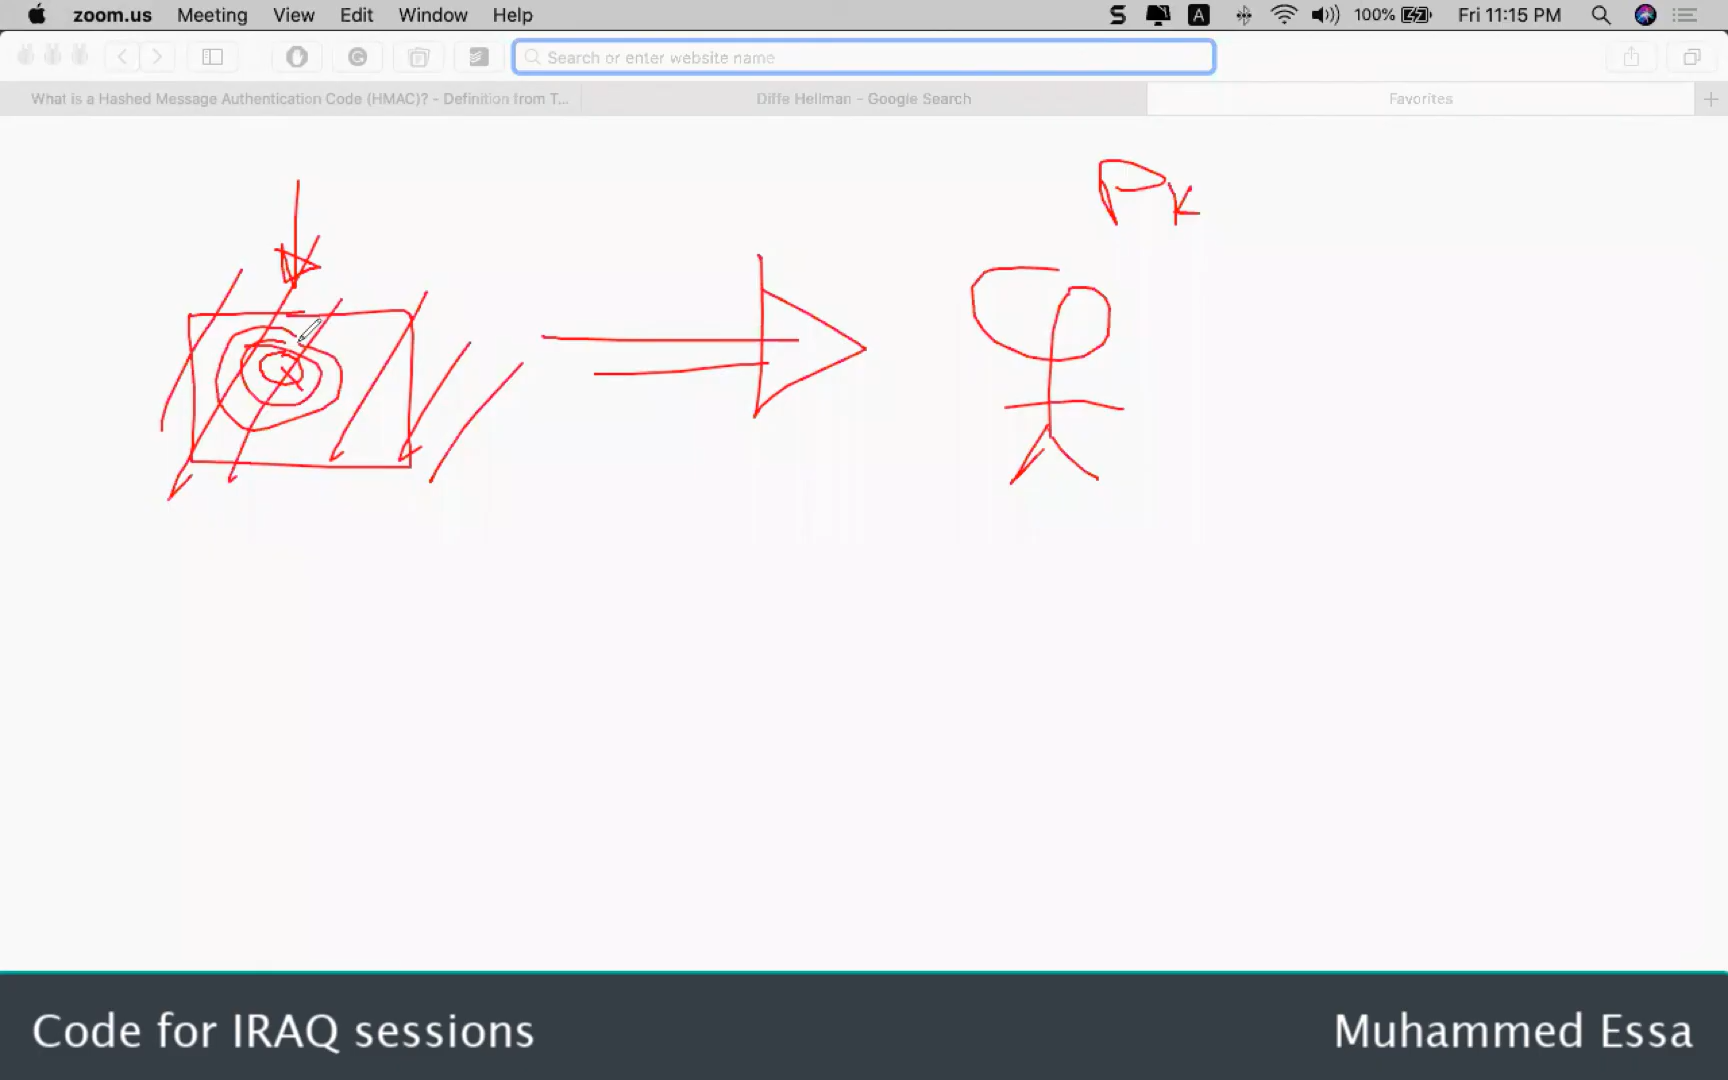 zoom.us Meeting View Edit Window Help
S A 100% Fri 11:15 PM
Search or enter website name
What is a Hashed Message Authentication Code (HMAC)? - Definition from T...
Diffe Hellman - Google Search
Favorites
PK
Code for IRAQ sessions
Muhammed Essa